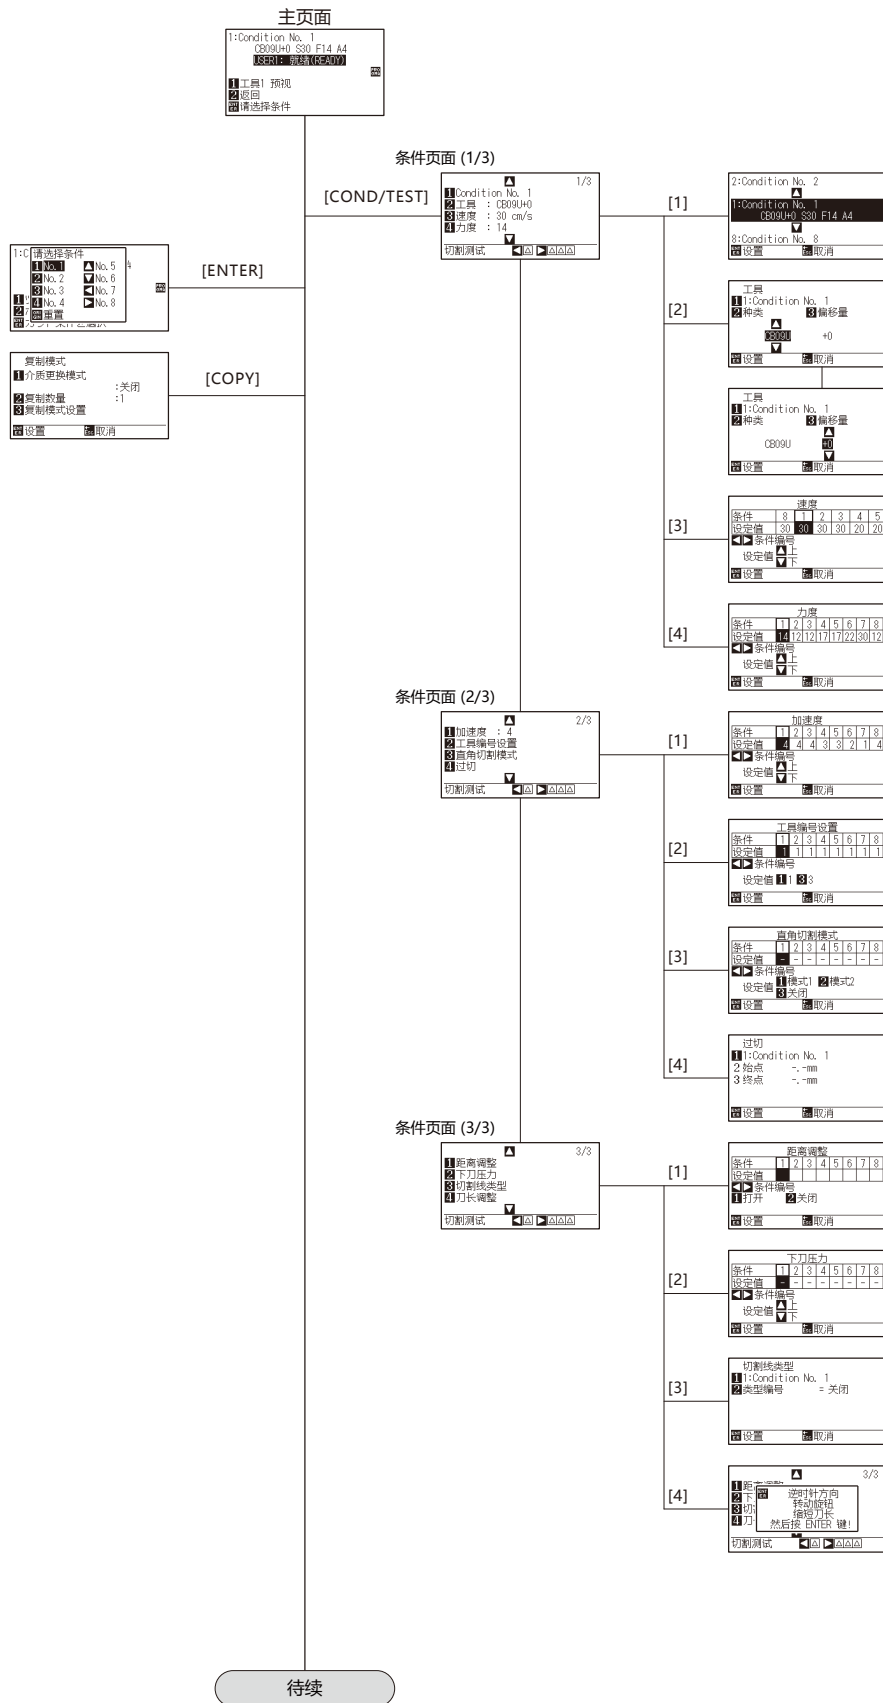 主页面
1:Condition No. 1
CB09U+0 S30 F14 A4
USER1: 就绪(READY)
1 工具1 预视
2 返回
请选择条件
条件页面 (1/3)
[COND/TEST]
1/3
1 Condition No. 1
2 工具 : CB09U+0
3 速度 : 30 cm/s
4 力度 : 14
切割测试
[1]
2:Condition No. 2
1:Condition No. 1
CB09U+0 S30 F14 A4
8:Condition No. 8
设置 取消
[ENTER]
1:C
请选择条件
1 No. 1 ▲ No. 5
2 No. 2 ▼ No. 6
3 No. 3 ◀ No. 7
4 No. 4 ▶ No. 8
重置
[2]
工具
1 1:Condition No. 1
2 种类 3 偏移量
CB09U +0
设置 取消
[COPY]
复制模式
1 介质更换模式
:关闭
2 复制数量 :1
3 复制模式设置
设置 取消
工具
1 1:Condition No. 1
2 种类 3 偏移量
CB09U +0
设置 取消
[3]
速度
条件 8 1 2 3 4 5
设定值 30 30 30 30 20 20
◀▶ 条件编号
设定值 ▲上
▼下
设置 取消
[4]
力度
条件 1 2 3 4 5 6 7 8
设定值 14 12 12 17 17 22 30 12
◀▶ 条件编号
设定值 ▲上
▼下
设置 取消
条件页面 (2/3)
2/3
1 加速度 : 4
2 工具编号设置
3 直角切割模式
4 过切
切割测试
[1]
加速度
条件 1 2 3 4 5 6 7 8
设定值 4 4 4 3 3 2 1 4
◀▶ 条件编号
设定值 ▲上
▼下
设置 取消
[2]
工具编号设置
条件 1 2 3 4 5 6 7 8
设定值 1 1 1 1 1 1 1 1
◀▶ 条件编号
设定值 1 1 3 3
设置 取消
[3]
直角切割模式
条件 1 2 3 4 5 6 7 8
设定值 - - - - - - - -
◀▶ 条件编号
设定值 1 模式1 2 模式2
3 关闭
设置 取消
[4]
过切
1 1:Condition No. 1
2 始点 -.-mm
3 终点 -.-mm
设置 取消
条件页面 (3/3)
3/3
1 距离调整
2 下刀压力
3 切割线类型
4 刀长调整
切割测试
[1]
距离调整
条件 1 2 3 4 5 6 7 8
设定值
◀▶ 条件编号
1 打开 2 关闭
设置 取消
[2]
下刀压力
条件 1 2 3 4 5 6 7 8
设定值 - - - - - - - -
◀▶ 条件编号
设定值 ▲上
▼下
设置 取消
[3]
切割线类型
1 1:Condition No. 1
2 类型编号 = 关闭
设置 取消
[4]
3/3
逆时针方向
转动旋钮
缩短刀长
然后按 ENTER 键!
切割测试
待续